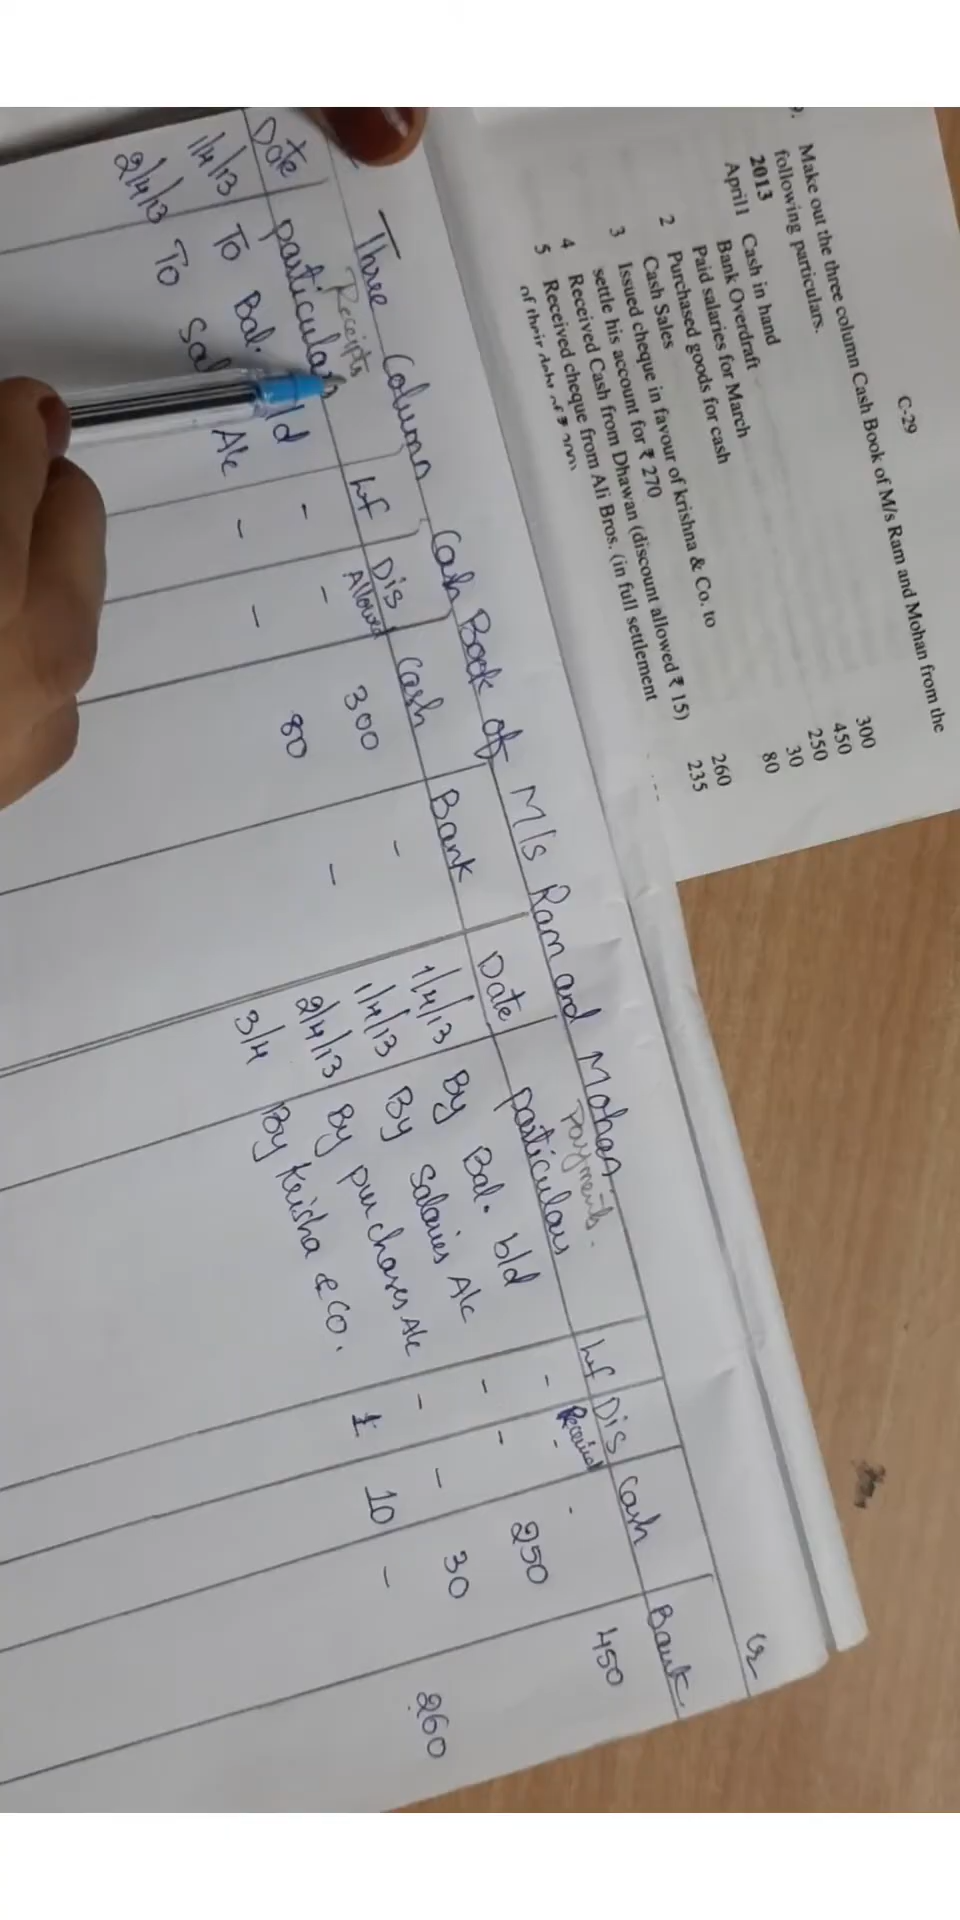 C-29
9. Make out the three column Cash Book of M/s Ram and Mohan from the
following particulars.
2013
April 1 Cash in hand 300
Bank Overdraft 450
Paid salaries for March 250
2 Purchased goods for cash 30
Cash Sales 80
3 Issued cheque in favour of krishna & Co. to
settle his account for ₹ 270 260
4 Received Cash from Dhawan (discount allowed ₹ 15) 235
5 Received cheque from Ali Bros. (in full settlement
of their debt of ₹
Three Column Cash Book of M/s Ram and Mohan Cr
Receipts payments.
Date particulars Lf Dis Allowed Cash Bank Date particulars Lf Dis Received Cash Bank
1/4/13 To Bal. b/d - - 300 - 1/4/13 By Bal. b/d - - - 450
2/4/13 To Sal A/c - - 80 - 1/4/13 By Salaries A/c - - 250
2/4/13 By purchases A/c - - 30
3/4 By Krisha & Co. 10 - 260